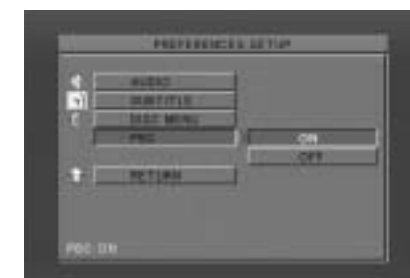 PREFERENCES SETUP
AUDIO
SUBTITLE
DISC MENU
PBC
ON
OFF
RETURN
PBC ON